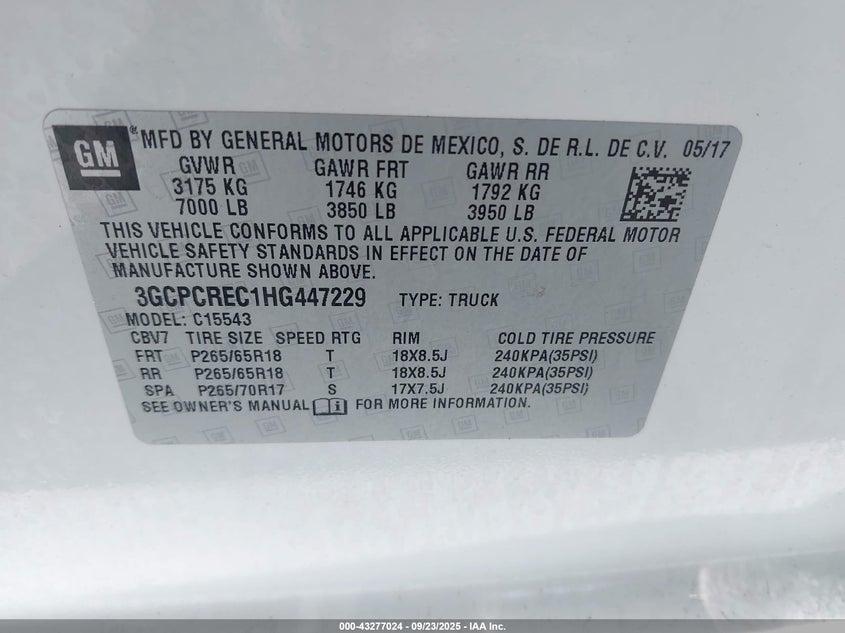 GM ® MFD BY GENERAL MOTORS DE MEXICO, S. DE R.L. DE C.V. 05/17
GVWR GAWR FRT GAWR RR
3175 KG 1746 KG 1792 KG
7000 LB 3850 LB 3950 LB
THIS VEHICLE CONFORMS TO ALL APPLICABLE U.S. FEDERAL MOTOR
VEHICLE SAFETY STANDARDS IN EFFECT ON THE DATE OF
MANUFACTURE SHOWN ABOVE.
3GCPCREC1HG447229 TYPE: TRUCK
MODEL: C15543
CBV7 TIRE SIZE SPEED RTG RIM COLD TIRE PRESSURE
FRT P265/65R18 T 18X8.5J 240KPA(35PSI)
RR P265/65R18 T 18X8.5J 240KPA(35PSI)
SPA P265/70R17 S 17X7.5J 240KPA(35PSI)
SEE OWNER'S MANUAL i FOR MORE INFORMATION.
000-43277024 - 09/23/2025 - IAA Inc.